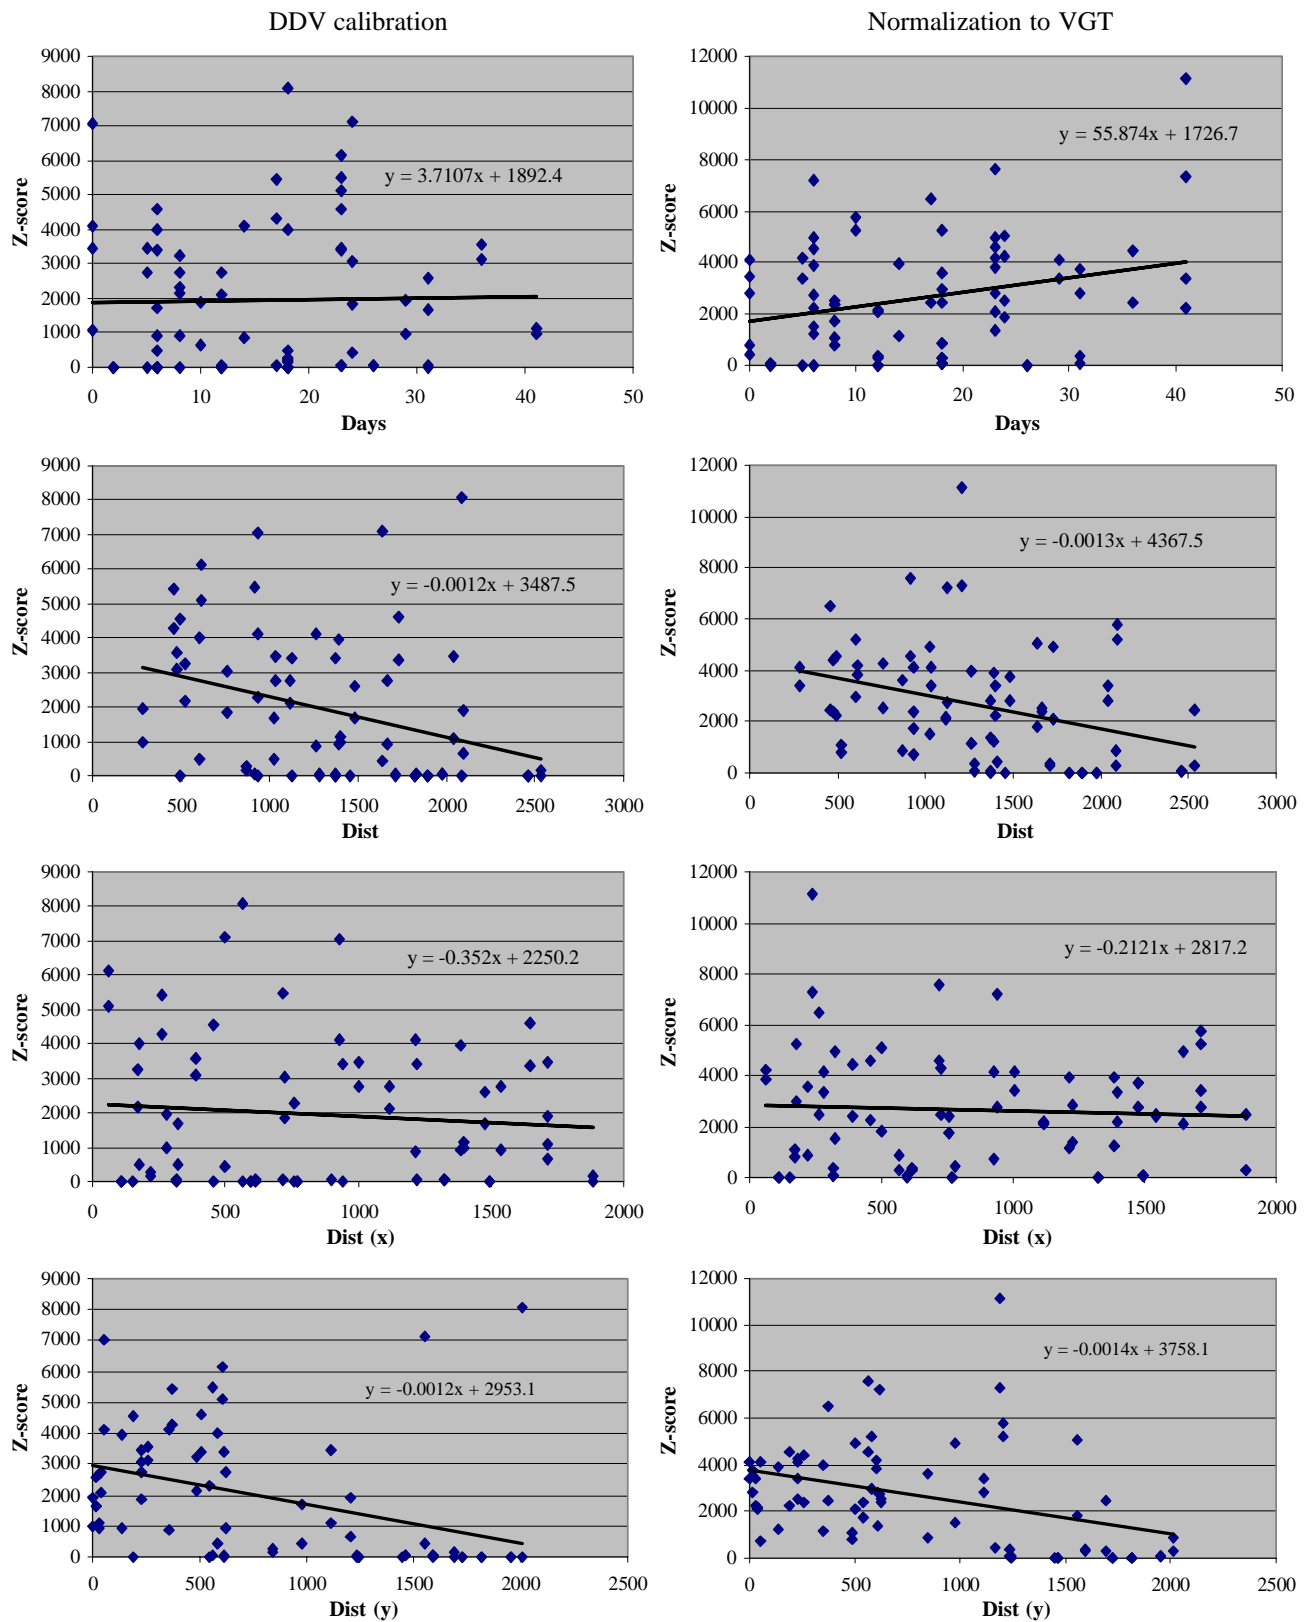 DDV calibration
Normalization to VGT
9000
8000
7000
6000
5000
4000
3000
2000
1000
0
Z-score
y = 3.7107x + 1892.4
0 10 20 30 40 50
Days
12000
10000
8000
6000
4000
2000
0
Z-score
y = 55.874x + 1726.7
0 10 20 30 40 50
Days
9000
8000
7000
6000
5000
4000
3000
2000
1000
0
Z-score
y = -0.0012x + 3487.5
0 500 1000 1500 2000 2500 3000
Dist
12000
10000
8000
6000
4000
2000
0
Z-score
y = -0.0013x + 4367.5
0 500 1000 1500 2000 2500 3000
Dist
9000
8000
7000
6000
5000
4000
3000
2000
1000
0
Z-score
y = -0.352x + 2250.2
0 500 1000 1500 2000
Dist (x)
12000
10000
8000
6000
4000
2000
0
Z-score
y = -0.2121x + 2817.2
0 500 1000 1500 2000
Dist (x)
9000
8000
7000
6000
5000
4000
3000
2000
1000
0
Z-score
y = -0.0012x + 2953.1
0 500 1000 1500 2000 2500
Dist (y)
12000
10000
8000
6000
4000
2000
0
Z-score
y = -0.0014x + 3758.1
0 500 1000 1500 2000 2500
Dist (y)